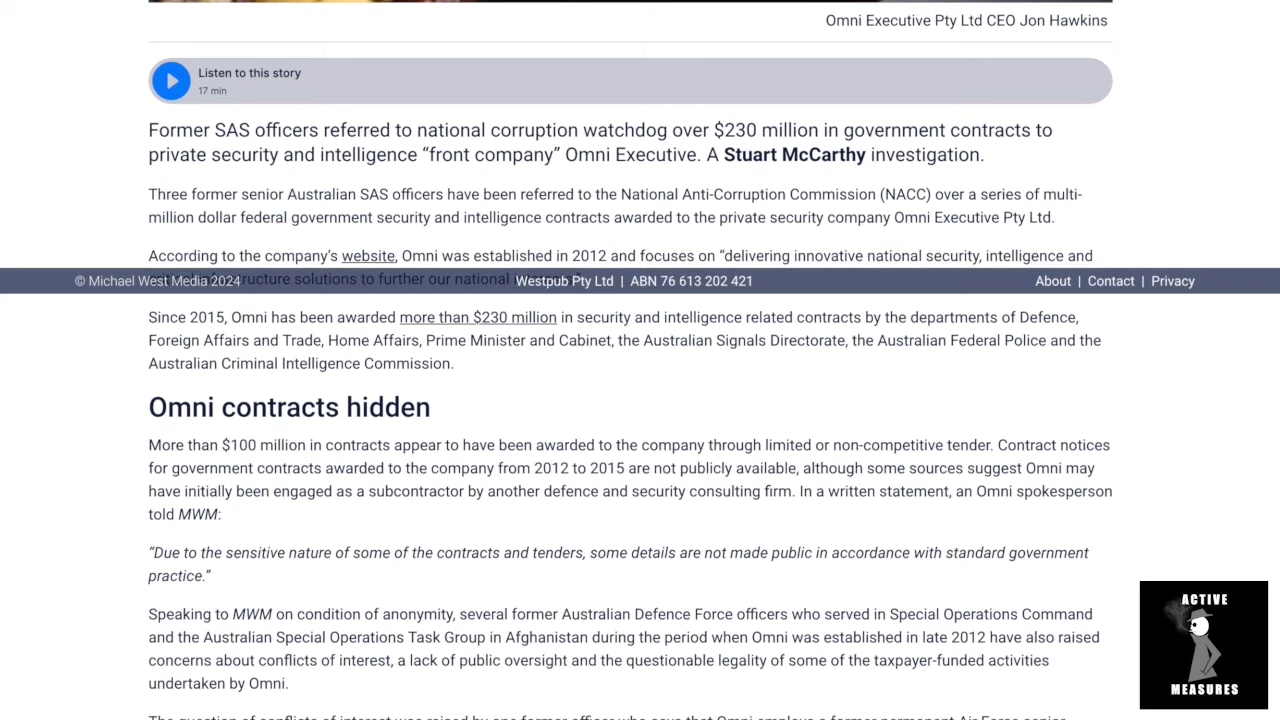 Omni Executive Pty Ltd CEO Jon Hawkins
Listen to this story
17 min
Former SAS officers referred to national corruption watchdog over $230 million in government contracts to
private security and intelligence “front company” Omni Executive. A Stuart McCarthy investigation.
Three former senior Australian SAS officers have been referred to the National Anti-Corruption Commission (NACC) over a series of multi-
million dollar federal government security and intelligence contracts awarded to the private security company Omni Executive Pty Ltd.
According to the company’s website, Omni was established in 2012 and focuses on “delivering innovative national security, intelligence and
solutions to further our national
© Michael West Media 2024 Westpub Pty Ltd | ABN 76 613 202 421 About | Contact | Privacy
Since 2015, Omni has been awarded more than $230 million in security and intelligence related contracts by the departments of Defence,
Foreign Affairs and Trade, Home Affairs, Prime Minister and Cabinet, the Australian Signals Directorate, the Australian Federal Police and the
Australian Criminal Intelligence Commission.
Omni contracts hidden
More than $100 million in contracts appear to have been awarded to the company through limited or non-competitive tender. Contract notices
for government contracts awarded to the company from 2012 to 2015 are not publicly available, although some sources suggest Omni may
have initially been engaged as a subcontractor by another defence and security consulting firm. In a written statement, an Omni spokesperson
told MWM:
“Due to the sensitive nature of some of the contracts and tenders, some details are not made public in accordance with standard government
practice.”
Speaking to MWM on condition of anonymity, several former Australian Defence Force officers who served in Special Operations Command
and the Australian Special Operations Task Group in Afghanistan during the period when Omni was established in late 2012 have also raised
concerns about conflicts of interest, a lack of public oversight and the questionable legality of some of the taxpayer-funded activities
undertaken by Omni.
ACTIVE
MEASURES